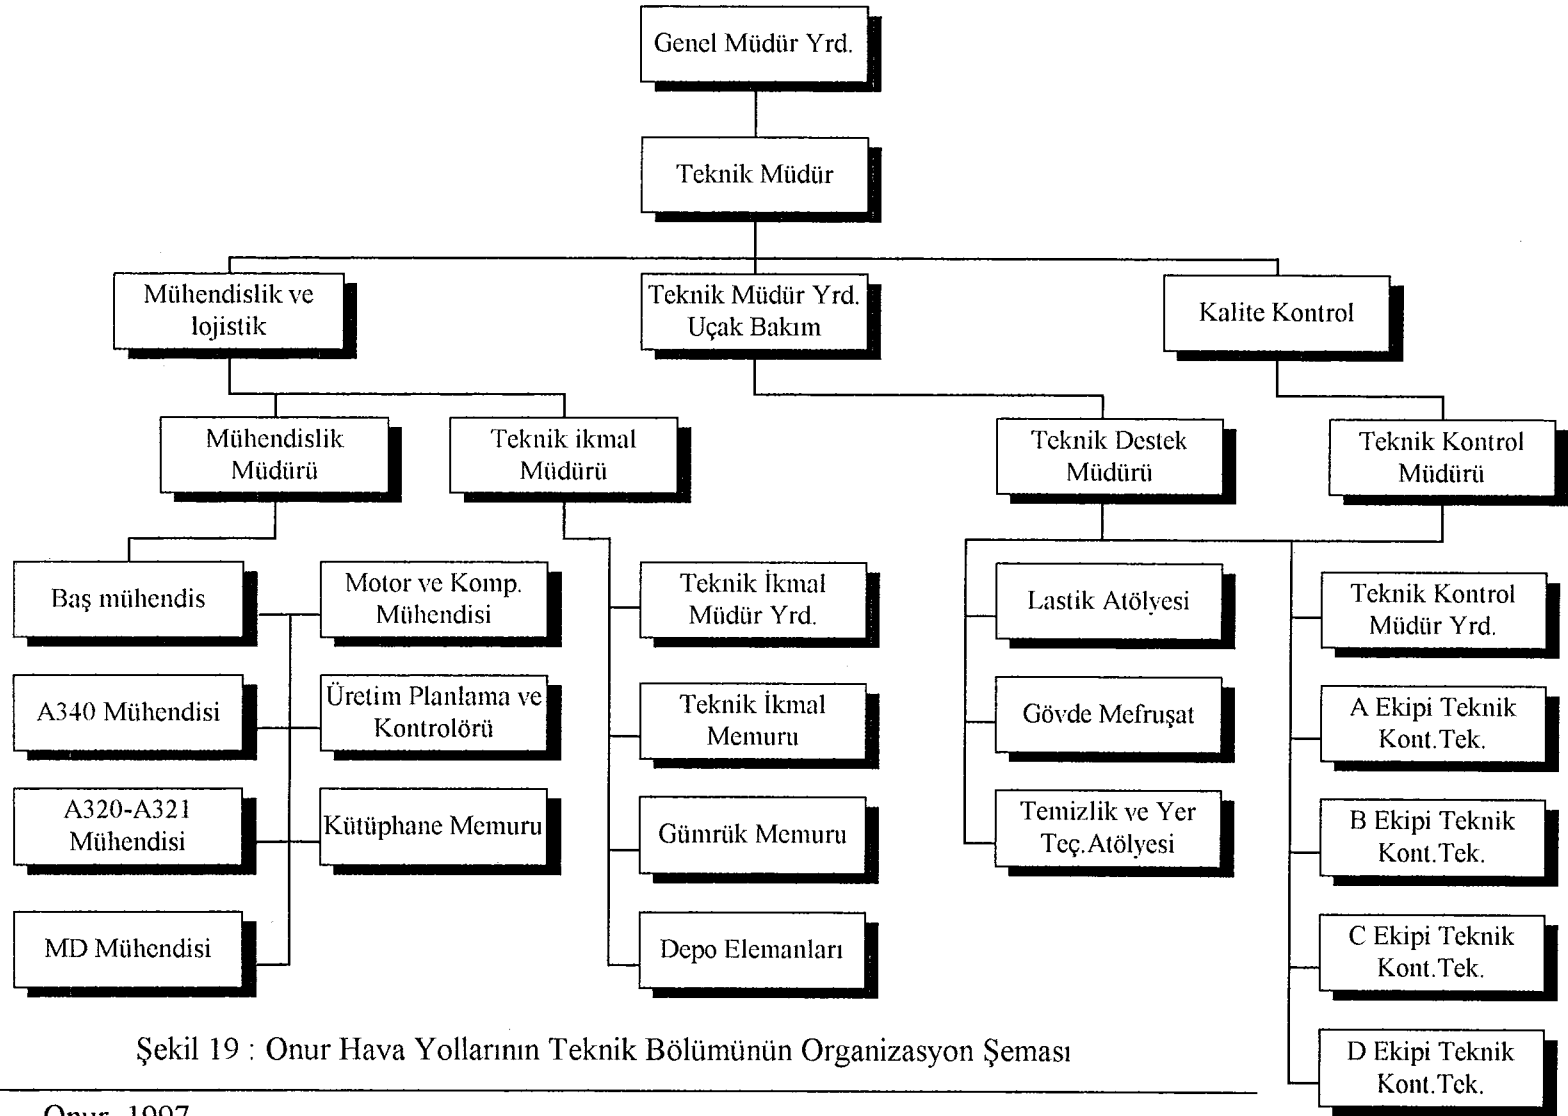 Genel Müdür Yrd.
Teknik Müdür
Mühendislik ve
lojistik
Teknik Müdür Yrd.
Uçak Bakım
Kalite Kontrol
Mühendislik
Müdürü
Teknik ikmal
Müdürü
Teknik Destek
Müdürü
Teknik Kontrol
Müdürü
Baş mühendis
A340 Mühendisi
A320-A321
Mühendisi
MD Mühendisi
Motor ve Komp.
Mühendisi
Üretim Planlama ve
Kontrolörü
Kütüphane Memuru
Teknik İkmal
Müdür Yrd.
Teknik İkmal
Memuru
Gümrük Memuru
Depo Elemanları
Lastik Atölyesi
Gövde Mefruşat
Temizlik ve Yer
Teç.Atölyesi
Teknik Kontrol
Müdür Yrd.
A Ekipi Teknik
Kont.Tek.
B Ekipi Teknik
Kont.Tek.
C Ekipi Teknik
Kont.Tek.
D Ekipi Teknik
Kont.Tek.
Şekil 19 : Onur Hava Yollarının Teknik Bölümünün Organizasyon Şeması
Onur, 1997